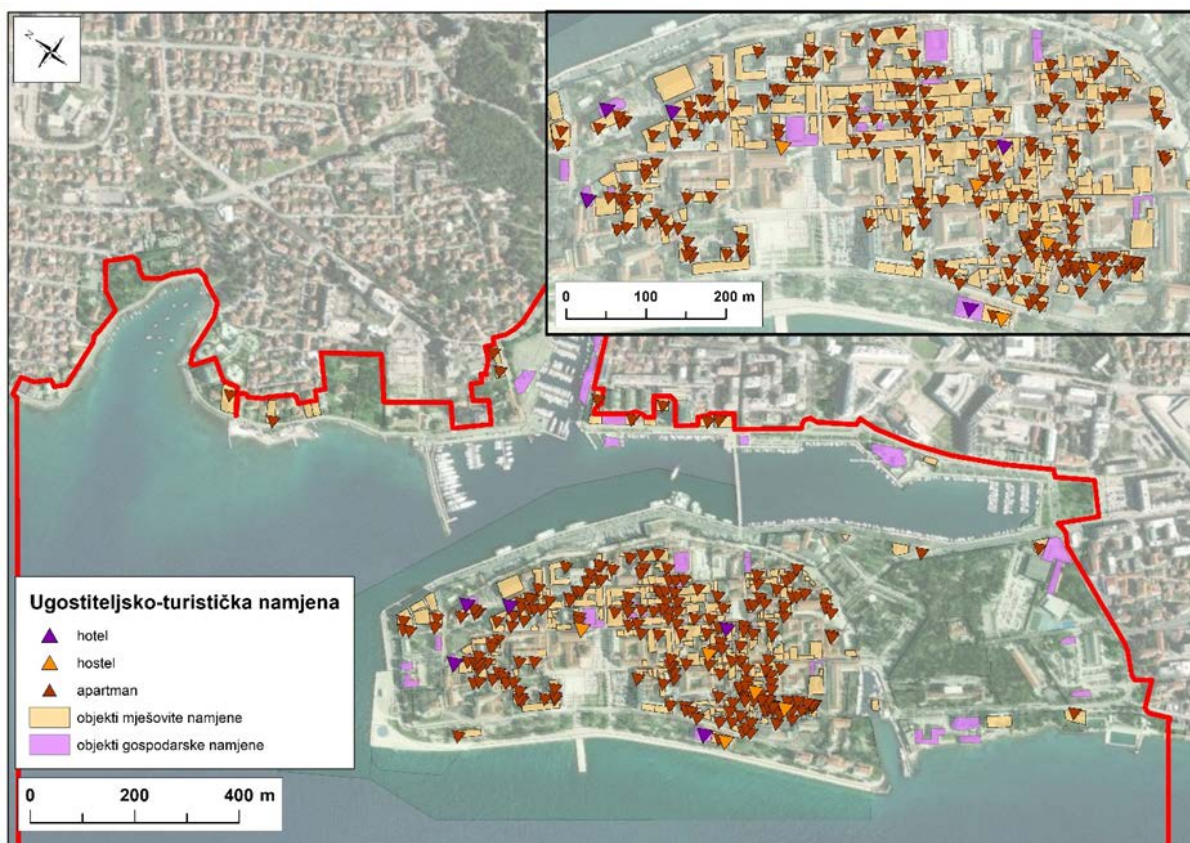 N
0 100 200 m
Ugostiteljsko-turistička namjena
hotel
hostel
apartman
objekti mješovite namjene
objekti gospodarske namjene
0 200 400 m